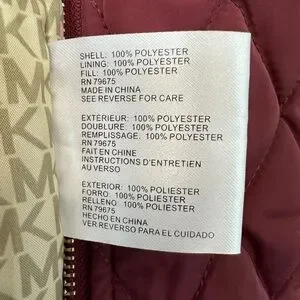 SHELL: 100% POLYESTER
LINING: 100% POLYESTER
FILL: 100% POLYESTER
RN 79675
MADE IN CHINA
SEE REVERSE FOR CARE
EXTÉRIEUR: 100% POLYESTER
DOUBLURE: 100% POLYESTER
REMPLISSAGE: 100% POLYESTER
RN 79675
FAIT EN CHINE
INSTRUCTIONS D'ENTRETIEN
AU VERSO
EXTERIOR: 100% POLIESTER
FORRO: 100% POLIESTER
RELLENO: 100% POLIESTER
RN 79675
HECHO EN CHINA
VER REVERSO PARA EL CUIDADO